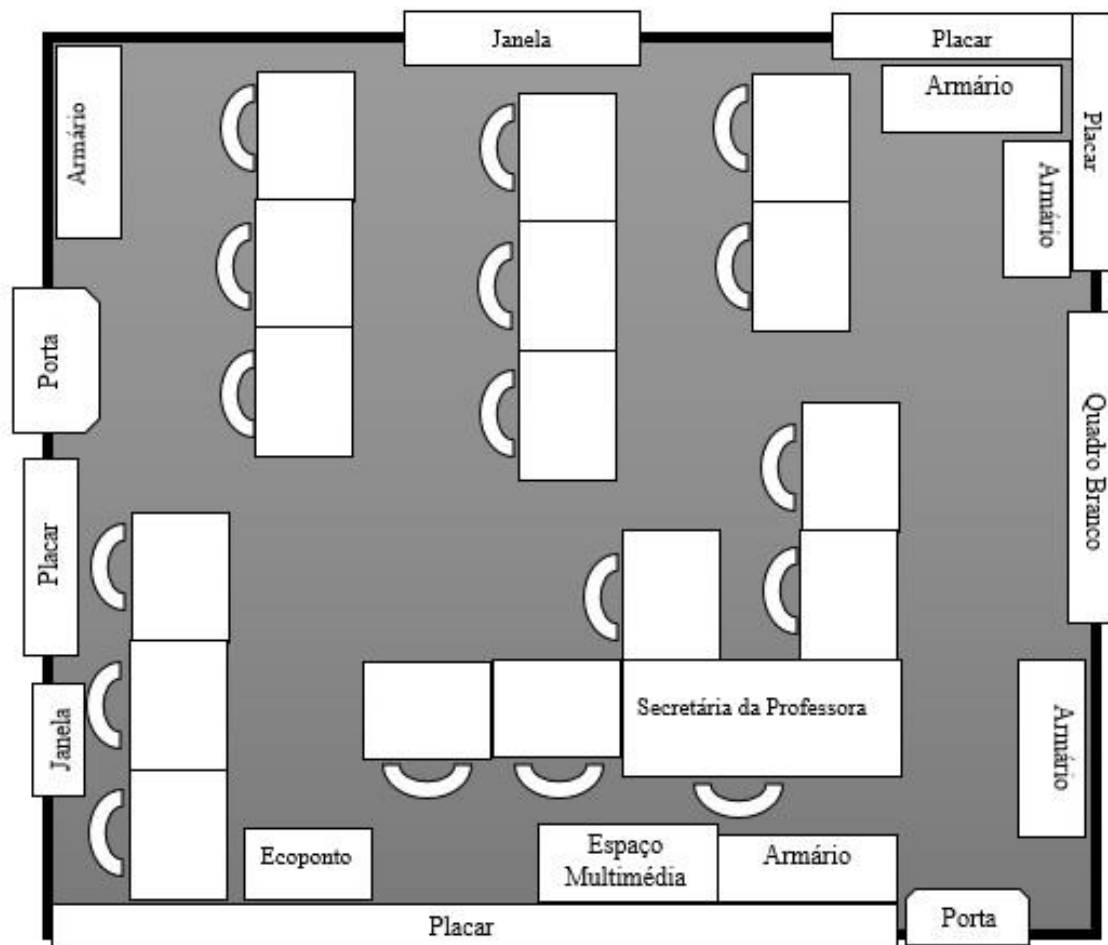 Janela
Placar
Armário
Armário
Placar
Armário
Porta
Quadro Branco
Placar
Janela
Secretária da Professora
Armário
Ecoponto
Espaço
Multimédia
Armário
Placar
Porta